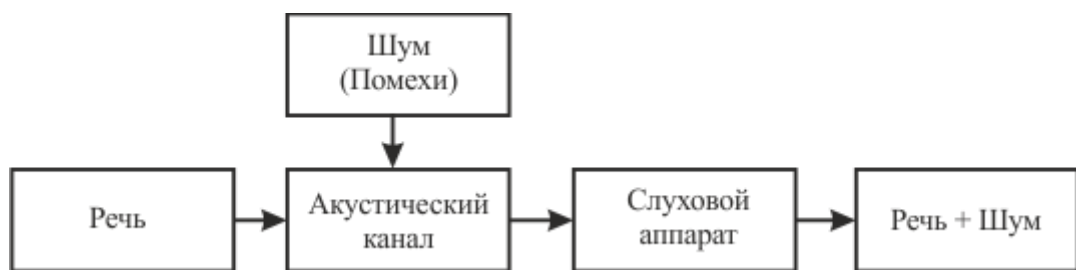 Шум
(Помехи)
Речь
Акустический
канал
Слуховой
аппарат
Речь + Шум